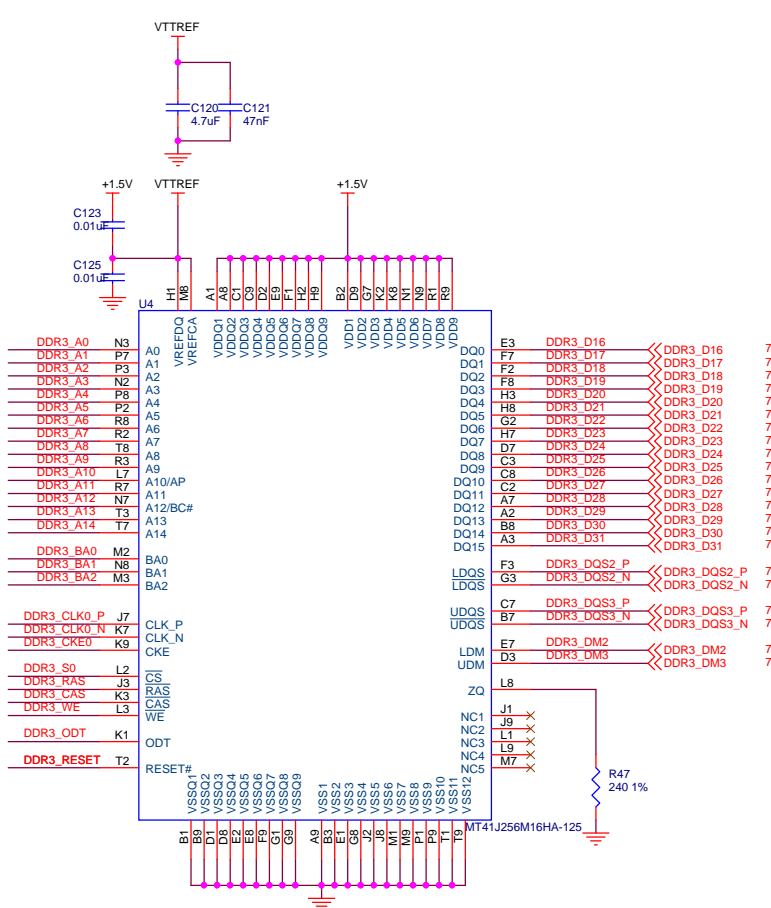 VTTREF
C120 C121
4.7uF 47nF
+1.5V VTTREF +1.5V
C123
0.01uF
C125
0.01uF
H1 M8 A1 A8 C1 C9 D2 E9 F1 H2 H9 B2 D9 G7 K2 K8 N1 N9 R1 R9
U4
VREFDQ VREFCA VDDQ1 VDDQ2 VDDQ3 VDDQ4 VDDQ5 VDDQ6 VDDQ7 VDDQ8 VDDQ9 VDD1 VDD2 VDD3 VDD4 VDD5 VDD6 VDD7 VDD8 VDD9
DDR3_A0 N3 A0 DQ0 E3 DDR3_D16 DDR3_D16 7
DDR3_A1 P7 A1 DQ1 F7 DDR3_D17 DDR3_D17 7
DDR3_A2 P3 A2 DQ2 F2 DDR3_D18 DDR3_D18 7
DDR3_A3 N2 A3 DQ3 F8 DDR3_D19 DDR3_D19 7
DDR3_A4 P8 A4 DQ4 H3 DDR3_D20 DDR3_D20 7
DDR3_A5 P2 A5 DQ5 H8 DDR3_D21 DDR3_D21 7
DDR3_A6 R8 A6 DQ6 G2 DDR3_D22 DDR3_D22 7
DDR3_A7 R2 A7 DQ7 H7 DDR3_D23 DDR3_D23 7
DDR3_A8 T8 A8 DQ8 D7 DDR3_D24 DDR3_D24 7
DDR3_A9 R3 A9 DQ9 C3 DDR3_D25 DDR3_D25 7
DDR3_A10 L7 A10/AP DQ10 C8 DDR3_D26 DDR3_D26 7
DDR3_A11 R7 A11 DQ11 C2 DDR3_D27 DDR3_D27 7
DDR3_A12 N7 A12/BC# DQ12 A7 DDR3_D28 DDR3_D28 7
DDR3_A13 T3 A13 DQ13 A2 DDR3_D29 DDR3_D29 7
DDR3_A14 T7 A14 DQ14 B8 DDR3_D30 DDR3_D30 7
DQ15 A3 DDR3_D31 DDR3_D31 7
DDR3_BA0 M2 BA0
DDR3_BA1 N8 BA1 LDQS F3 DDR3_DQS2_P DDR3_DQS2_P 7
DDR3_BA2 M3 BA2 LDQS G3 DDR3_DQS2_N DDR3_DQS2_N 7
UDQS C7 DDR3_DQS3_P DDR3_DQS3_P 7
DDR3_CLK0_P J7 CLK_P UDQS B7 DDR3_DQS3_N DDR3_DQS3_N 7
DDR3_CLK0_N K7 CLK_N
DDR3_CKE0 K9 CKE LDM E7 DDR3_DM2 DDR3_DM2 7
UDM D3 DDR3_DM3 DDR3_DM3 7
DDR3_S0 L2 CS
DDR3_RAS J3 RAS ZQ L8
DDR3_CAS K3 CAS
DDR3_WE L3 WE NC1 J1
NC2 J9
DDR3_ODT K1 ODT NC3 L1
NC4 L9
DDR3_RESET T2 RESET# NC5 M7
R47
240 1%
VSSQ1 VSSQ2 VSSQ3 VSSQ4 VSSQ5 VSSQ6 VSSQ7 VSSQ8 VSSQ9 VSS1 VSS2 VSS3 VSS4 VSS5 VSS6 VSS7 VSS8 VSS9 VSS10 VSS11 VSS12
MT41J256M16HA-125
B1 B9 D1 D8 E2 E8 F9 G1 G9 A9 B3 E1 G8 J2 J8 M1 M9 P1 P9 T1 T9